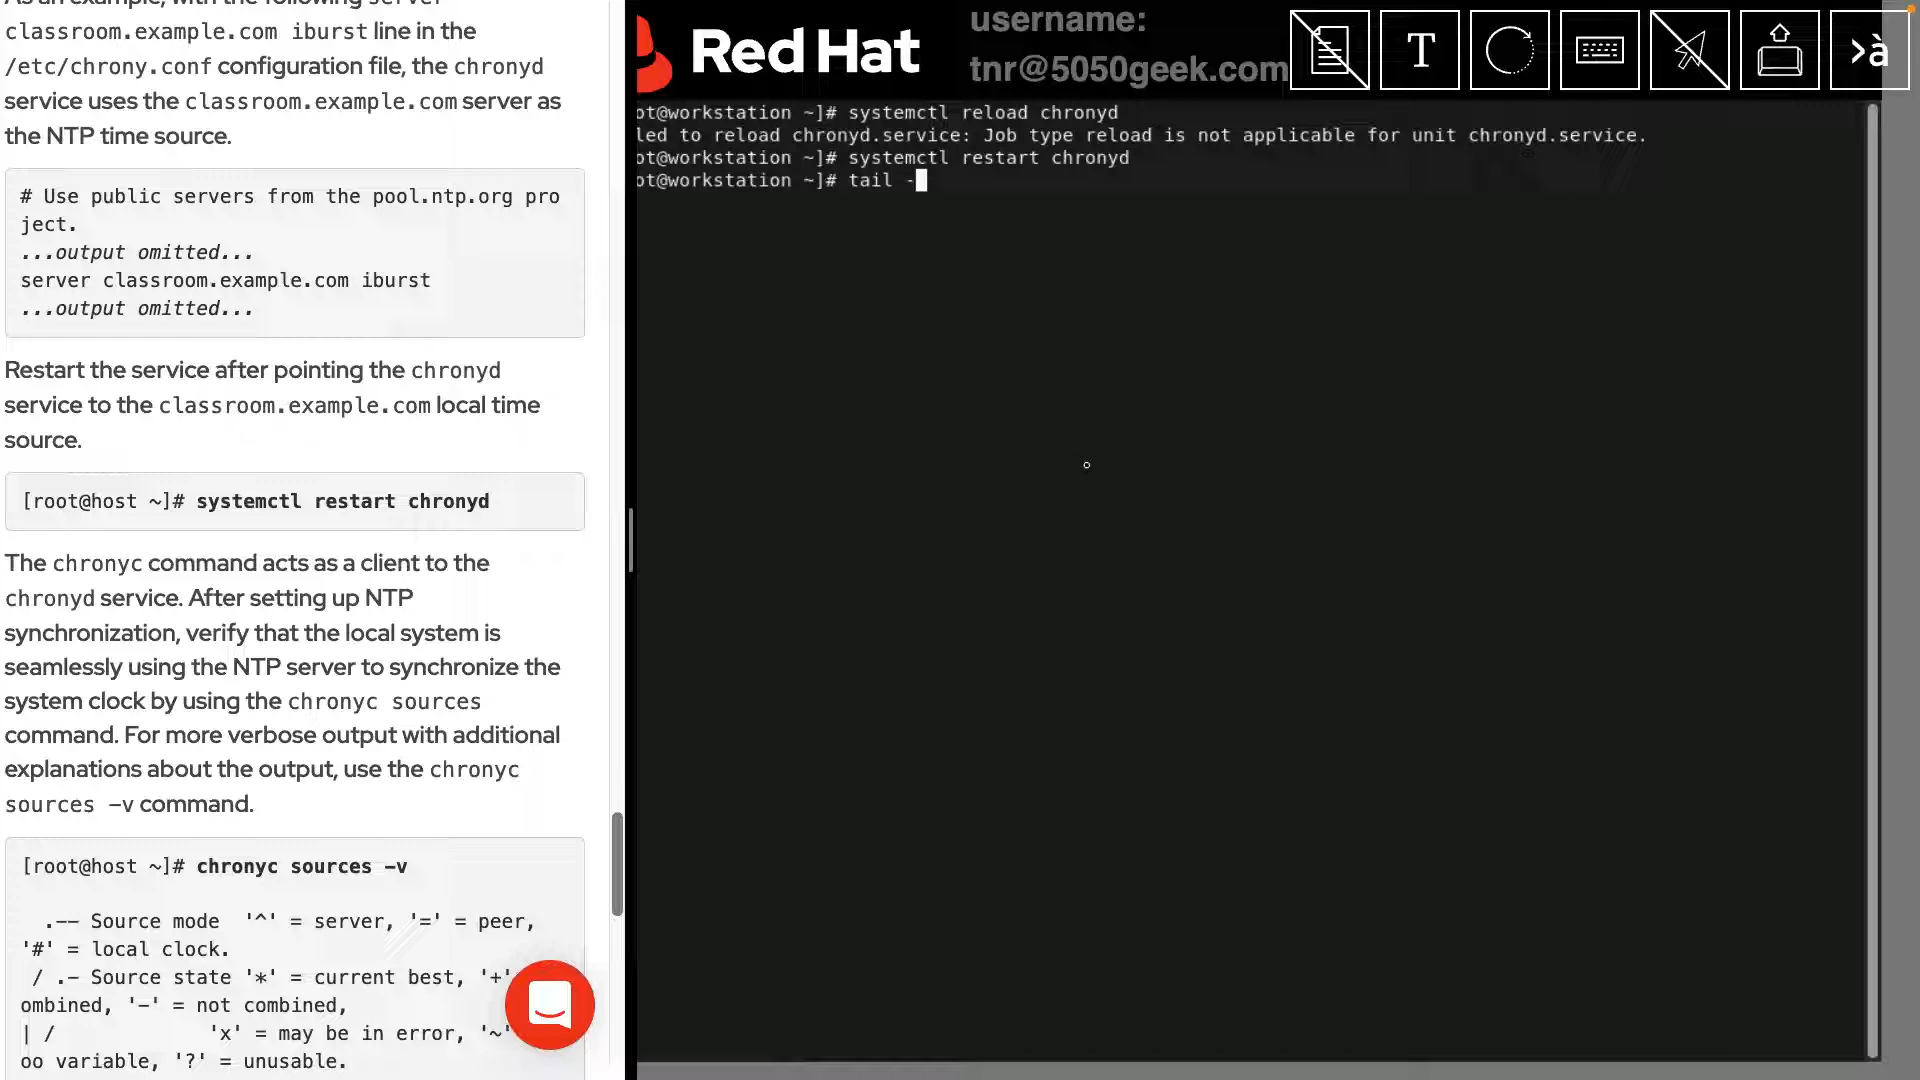 As an example, with the following server
classroom.example.com iburst line in the
/etc/chrony.conf configuration file, the chronyd
service uses the classroom.example.com server as
the NTP time source.
# Use public servers from the pool.ntp.org pro
ject.
...output omitted...
server classroom.example.com iburst
...output omitted...
Restart the service after pointing the chronyd
service to the classroom.example.com local time
source.
[root@host ~]# systemctl restart chronyd
The chronyc command acts as a client to the
chronyd service. After setting up NTP
synchronization, verify that the local system is
seamlessly using the NTP server to synchronize the
system clock by using the chronyc sources
command. For more verbose output with additional
explanations about the output, use the chronyc
sources -v command.
[root@host ~]# chronyc sources -v
.-- Source mode '^' = server, '=' = peer,
'#' = local clock.
/ .- Source state '*' = current best, '+'
ombined, '-' = not combined,
| / 'x' = may be in error, '~'
oo variable, '?' = unusable.
Red Hat
username:
tnr@5050geek.com
T
>à
ot@workstation ~]# systemctl reload chronyd
led to reload chronyd.service: Job type reload is not applicable for unit chronyd.service.
ot@workstation ~]# systemctl restart chronyd
ot@workstation ~]# tail -